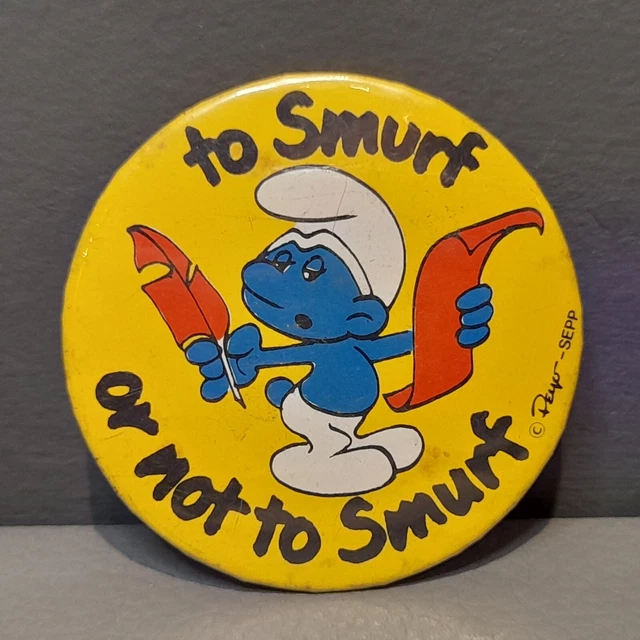 to Smurf
or not to Smurf
© Peyo - SEPP